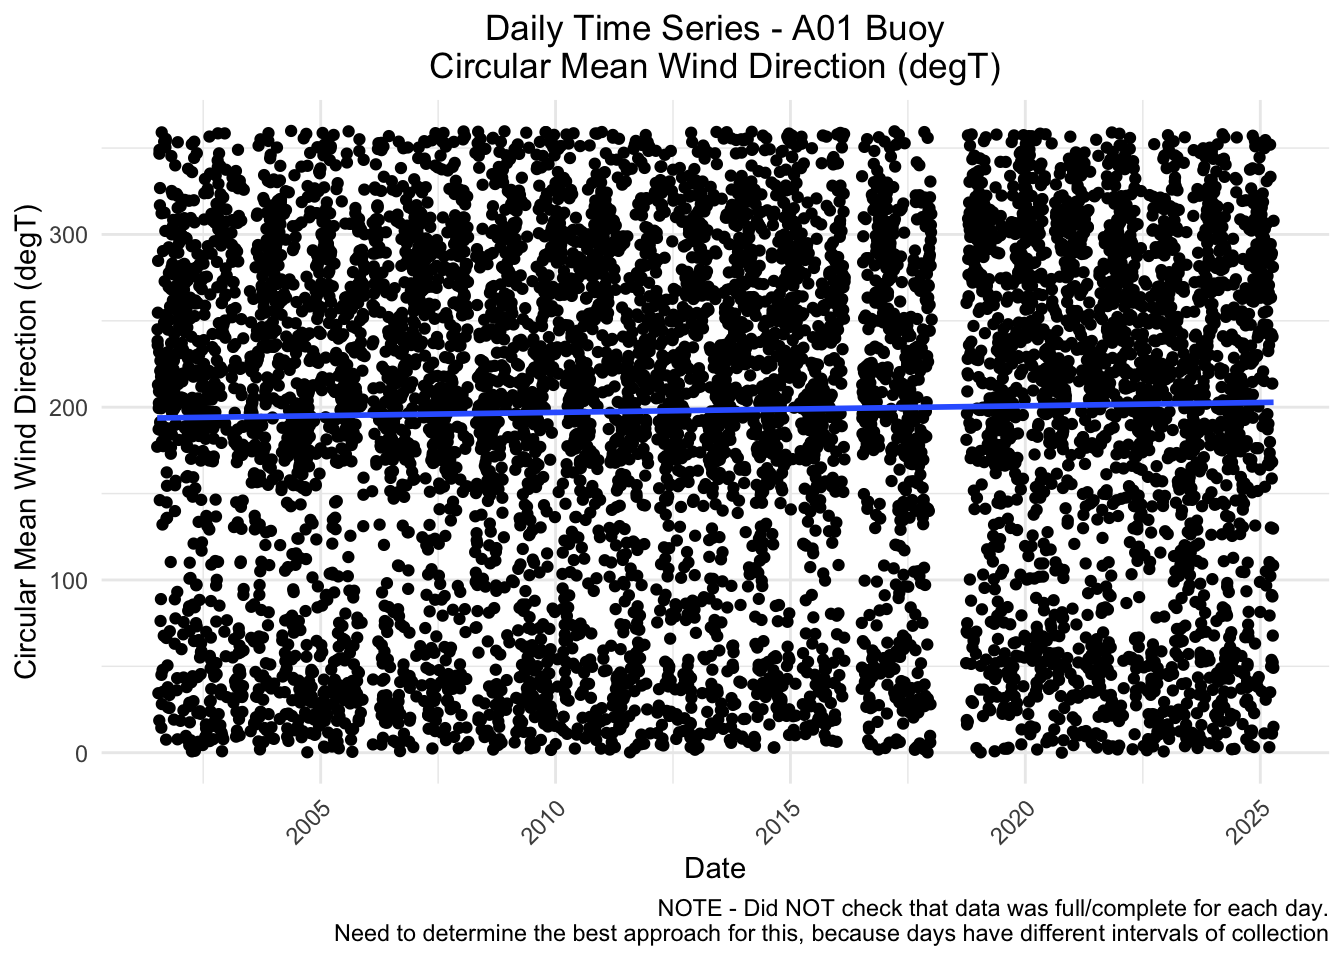 Daily Time Series - A01 Buoy
Circular Mean Wind Direction (degT)
Circular Mean Wind Direction (degT)
300
200
100
0
2005
2010
2015
2020
2025
Date
NOTE - Did NOT check that data was full/complete for each day.
Need to determine the best approach for this, because days have different intervals of collection